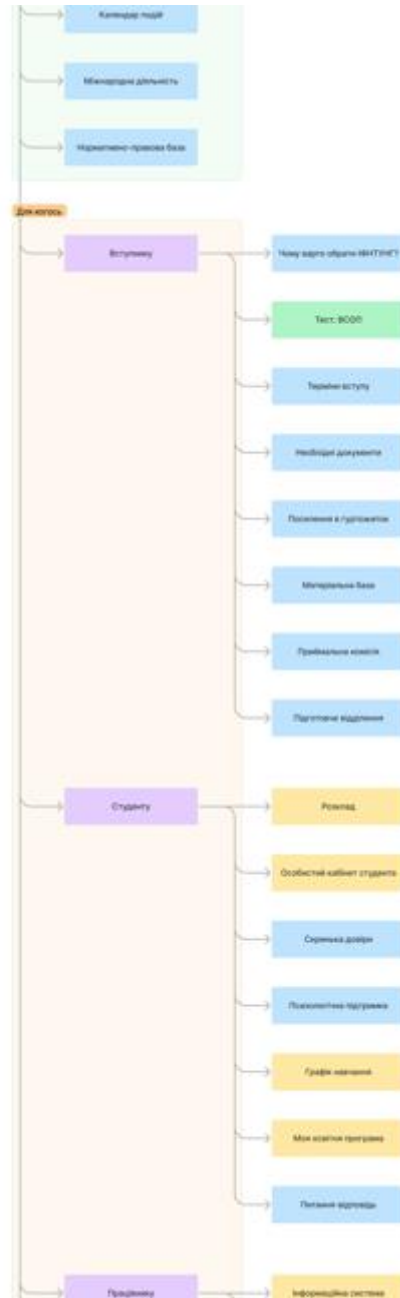 Календар подій
Міжнародна діяльність
Нормативно-правова база
Для когось
Вступнику
Чому варто обрати ІФНТУНГ?
Тест: ВСОП
Терміни вступу
Необхідні документи
Поселення в гуртожиток
Матеріальна база
Приймальна комісія
Підготовче відділення
Студенту
Розклад
Особистий кабінет студента
Скринька довіри
Психологічна підтримка
Графік навчання
Моя освітня програма
Питання відповідь
Працівнику
Інформаційна система